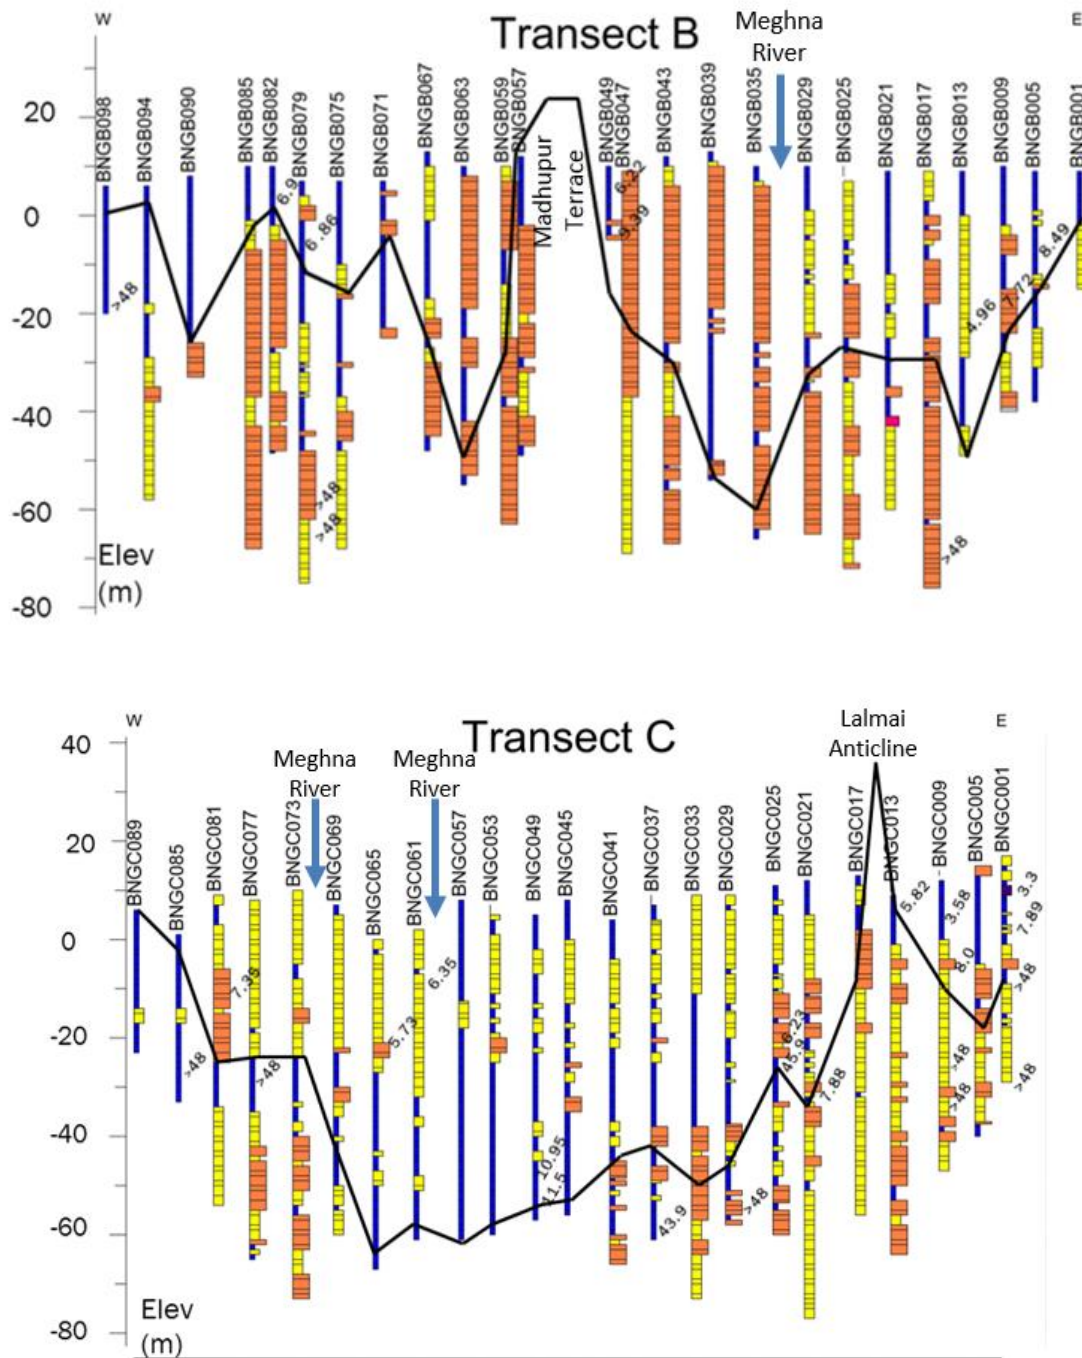 W
Transect B
Meghna
River
E
BNGB098
BNGB094
BNGB090
BNGB085
BNGB082
BNGB079
BNGB075
BNGB071
BNGB067
BNGB063
BNGB059
BNGB057
Madhupur
Terrace
BNGB049
BNGB047
BNGB043
BNGB039
BNGB035
BNGB029
BNGB025
BNGB021
BNGB017
BNGB013
BNGB009
BNGB005
BNGB001
20
0
-20
-40
-60
-80
Elev
(m)
>48
6.9
6.86
>48
>48
6.22
9.39
>48
4.96
7.72
8.49
W
Transect C
Meghna
River
Meghna
River
Lalmai
Anticline
E
BNGC089
BNGC085
BNGC081
BNGC077
BNGC073
BNGC069
BNGC065
BNGC061
BNGC057
BNGC053
BNGC049
BNGC045
BNGC041
BNGC037
BNGC033
BNGC029
BNGC025
BNGC021
BNGC017
BNGC013
BNGC009
BNGC005
BNGC001
40
20
0
-20
-40
-60
-80
Elev
(m)
>48
7.35
>48
5.73
6.35
10.95
11.5
43.9
>48
6.23
45.9
7.88
5.82
3.58
8.0
>48
>48
3.3
7.89
>48
>48